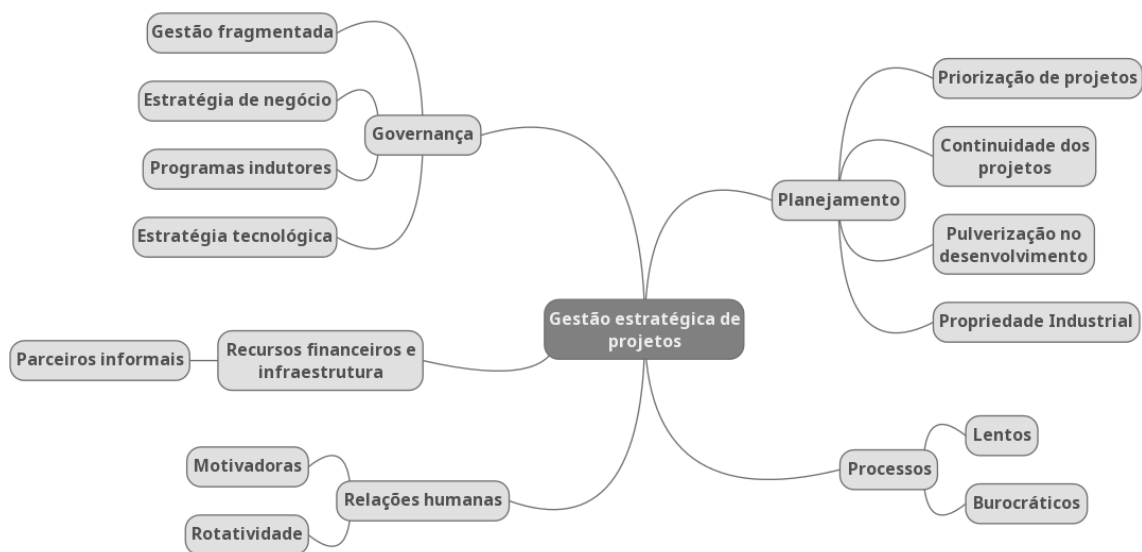 Gestão fragmentada
Estratégia de negócio
Programas indutores
Estratégia tecnológica
Governança
Priorização de projetos
Continuidade dos
projetos
Pulverização no
desenvolvimento
Propriedade Industrial
Planejamento
Gestão estratégica de
projetos
Parceiros informais
Recursos financeiros e
infraestrutura
Motivadoras
Rotatividade
Relações humanas
Processos
Lentos
Burocráticos